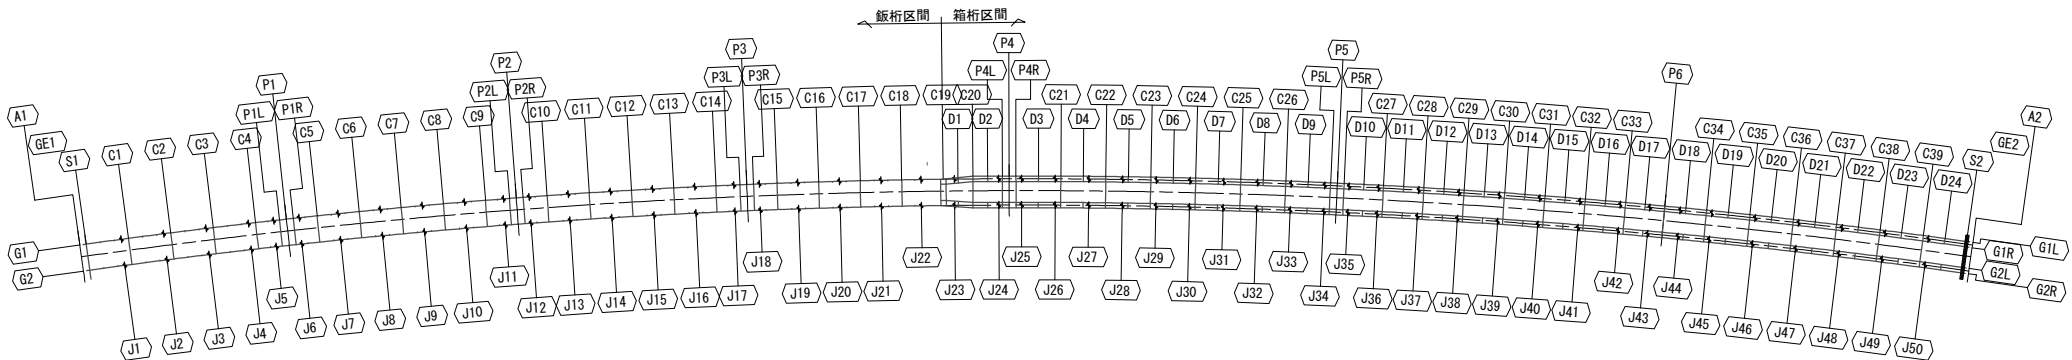 鈑桁区間 箱桁区間
A1 GE1 S1 C1 C2 C3 C4 P1L P1 P1R C5 C6 C7 C8 C9 P2L P2 P2R C10 C11 C12 C13 C14 P3L P3 P3R C15 C16 C17 C18 C19 C20 P4L P4 P4R C21 C22 C23 C24 C25 C26 P5L P5 P5R C27 C28 C29 C30 C31 C32 C33 P6 C34 C35 C36 C37 C38 C39 S2 GE2 A2
D1 D2 D3 D4 D5 D6 D7 D8 D9 D10 D11 D12 D13 D14 D15 D16 D17 D18 D19 D20 D21 D22 D23 D24
G1 G1R G1L
G2 G2L G2R
J1 J2 J3 J4 J5 J6 J7 J8 J9 J10 J11 J12 J13 J14 J15 J16 J17 J18 J19 J20 J21 J22 J23 J24 J25 J26 J27 J28 J29 J30 J31 J32 J33 J34 J35 J36 J37 J38 J39 J40 J41 J42 J43 J44 J45 J46 J47 J48 J49 J50